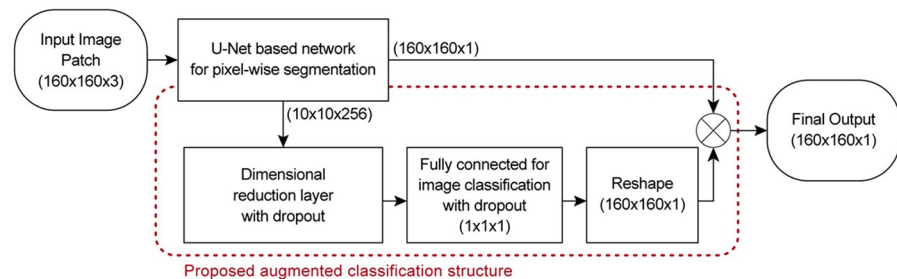 Input Image
Patch
(160x160x3)
U-Net based network
for pixel-wise segmentation
(160x160x1)
(10x10x256)
Dimensional
reduction layer
with dropout
Fully connected for
image classification
with dropout
(1x1x1)
Reshape
(160x160x1)
Final Output
(160x160x1)
Proposed augmented classification structure